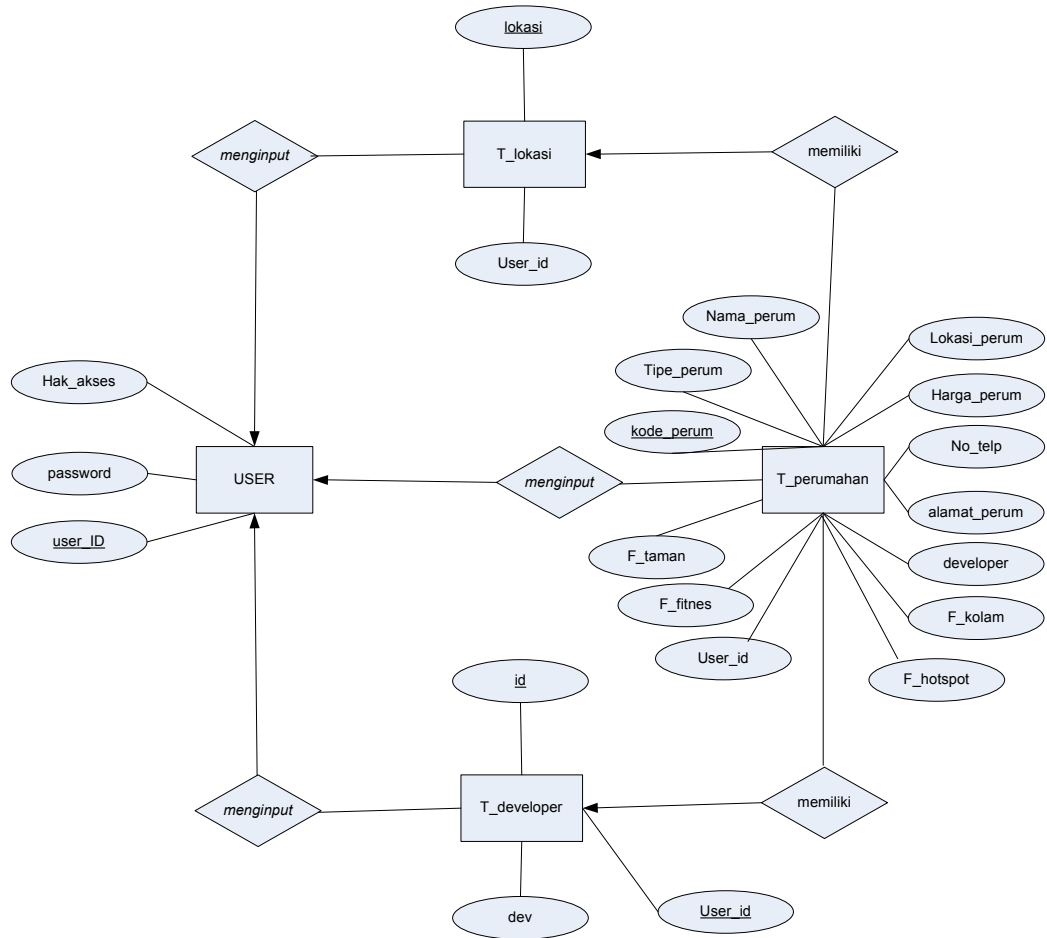 lokasi
menginput
T_lokasi
memiliki
User_id
Nama_perum
Lokasi_perum
Hak_akses
Tipe_perum
Harga_perum
kode_perum
No_telp
password
USER
menginput
T_perumahan
alamat_perum
user_ID
F_taman
developer
F_fitnes
F_kolam
User_id
F_hotspot
id
menginput
T_developer
memiliki
dev
User_id